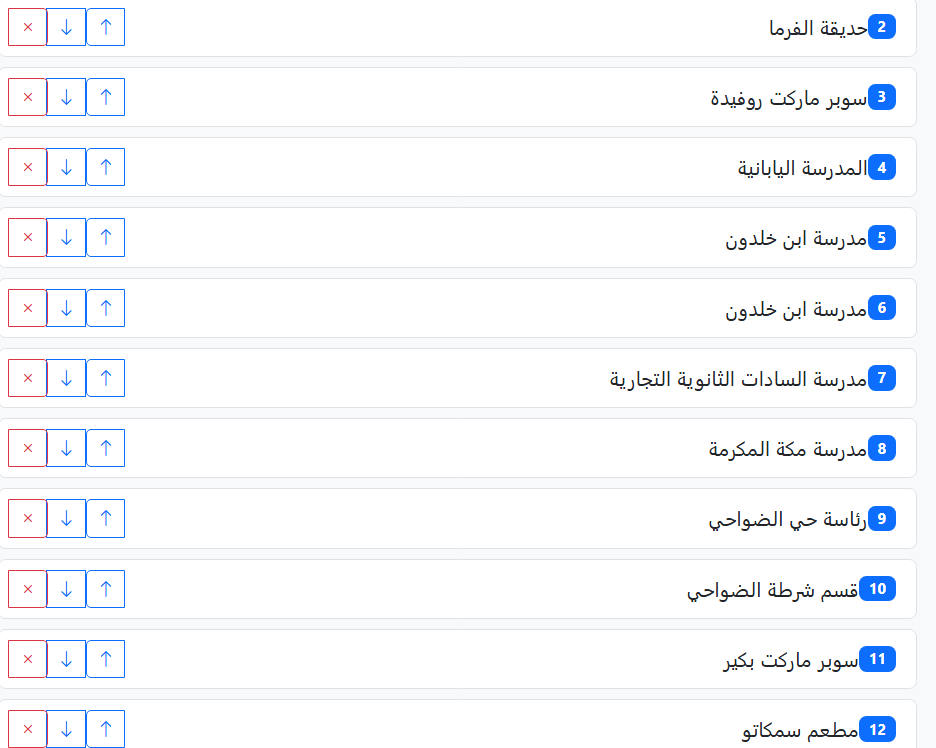 2 حديقة الفرما
3 سوبر ماركت روفيدة
4 المدرسة اليابانية
5 مدرسة ابن خلدون
6 مدرسة ابن خلدون
7 مدرسة السادات الثانوية التجارية
8 مدرسة مكة المكرمة
9 رئاسة حي الضواحي
10 قسم شرطة الضواحي
11 سوبر ماركت بكير
12 مطعم سمكاتو